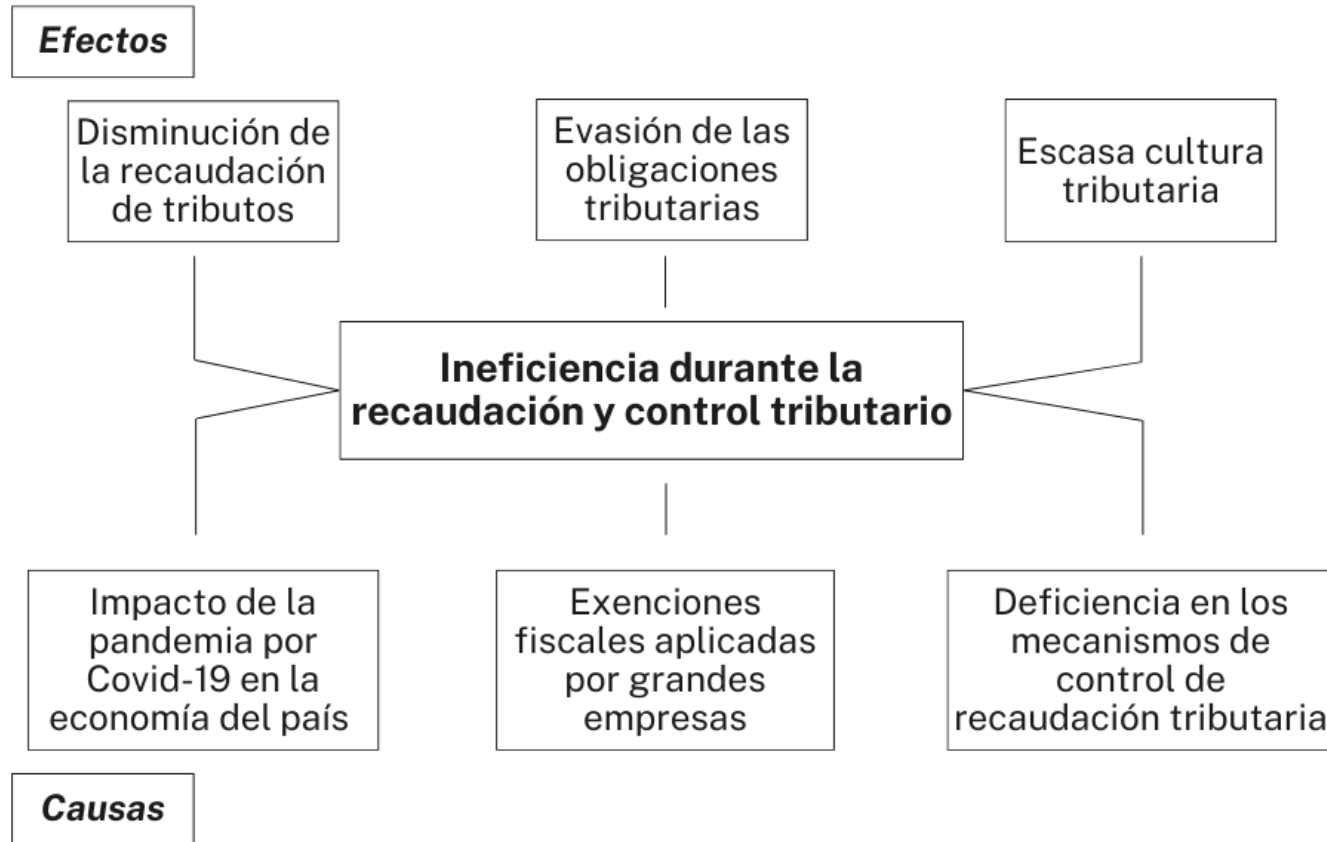 Efectos
Disminución de
la recaudación
de tributos
Evasión de las
obligaciones
tributarias
Escasa cultura
tributaria
Ineficiencia durante la
recaudación y control tributario
Impacto de la
pandemia por
Covid-19 en la
economía del país
Exenciones
fiscales aplicadas
por grandes
empresas
Deficiencia en los
mecanismos de
control de
recaudación tributaria
Causas